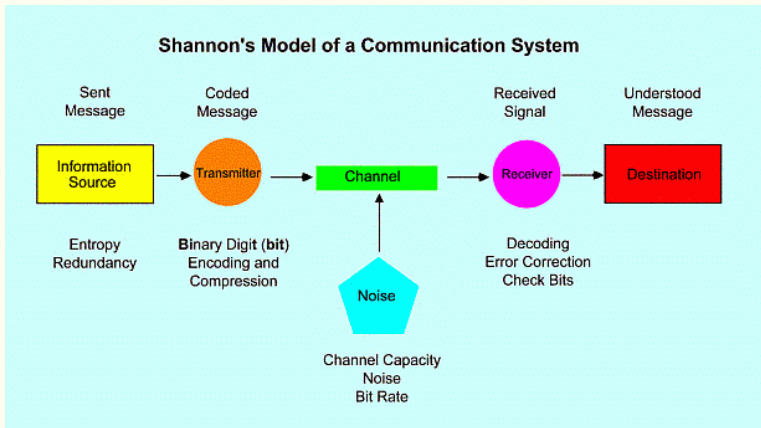 Shannon's Model of a Communication System
Sent
Message
Coded
Message
Received
Signal
Understood
Message
Information
Source
Transmitter
Channel
Receiver
Destination
Entropy
Redundancy
Binary Digit (bit)
Encoding and
Compression
Noise
Decoding
Error Correction
Check Bits
Channel Capacity
Noise
Bit Rate